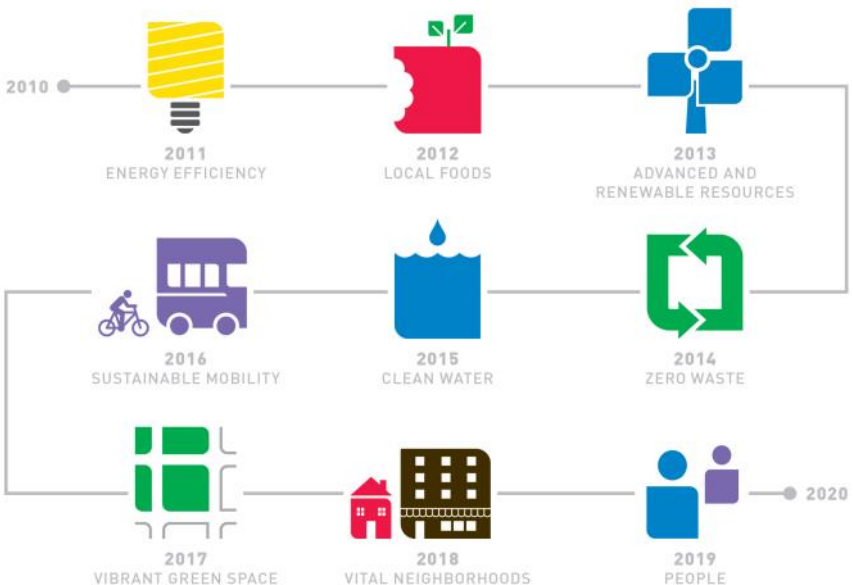 2010
2011
ENERGY EFFICIENCY
2012
LOCAL FOODS
2013
ADVANCED AND
RENEWABLE RESOURCES
2016
SUSTAINABLE MOBILITY
2015
CLEAN WATER
2014
ZERO WASTE
2017
VIBRANT GREEN SPACE
2018
VITAL NEIGHBORHOODS
2019
PEOPLE
2020